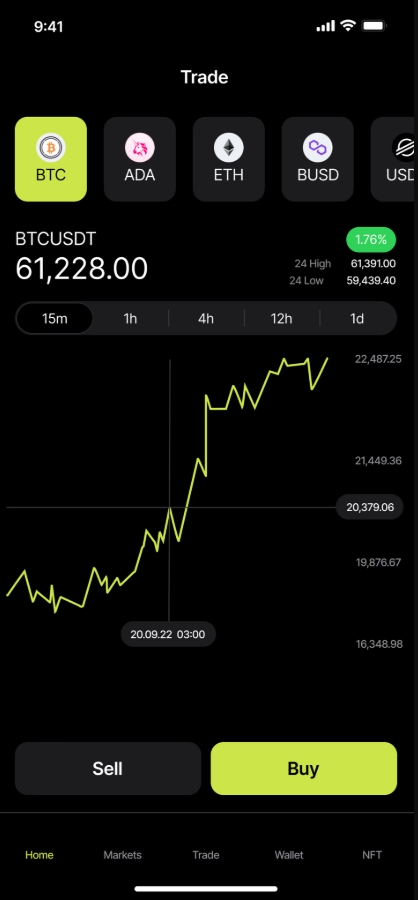 9:41
Trade
BTC
ADA
ETH
BUSD
USD
BTCUSDT
1.76%
61,228.00
24 High 61,391.00
24 Low 59,439.40
15m 1h 4h 12h 1d
22,487.25
21,449.36
20,379.06
19,876.67
20.09.22 03:00
16,348.98
Sell Buy
Home Markets Trade Wallet NFT